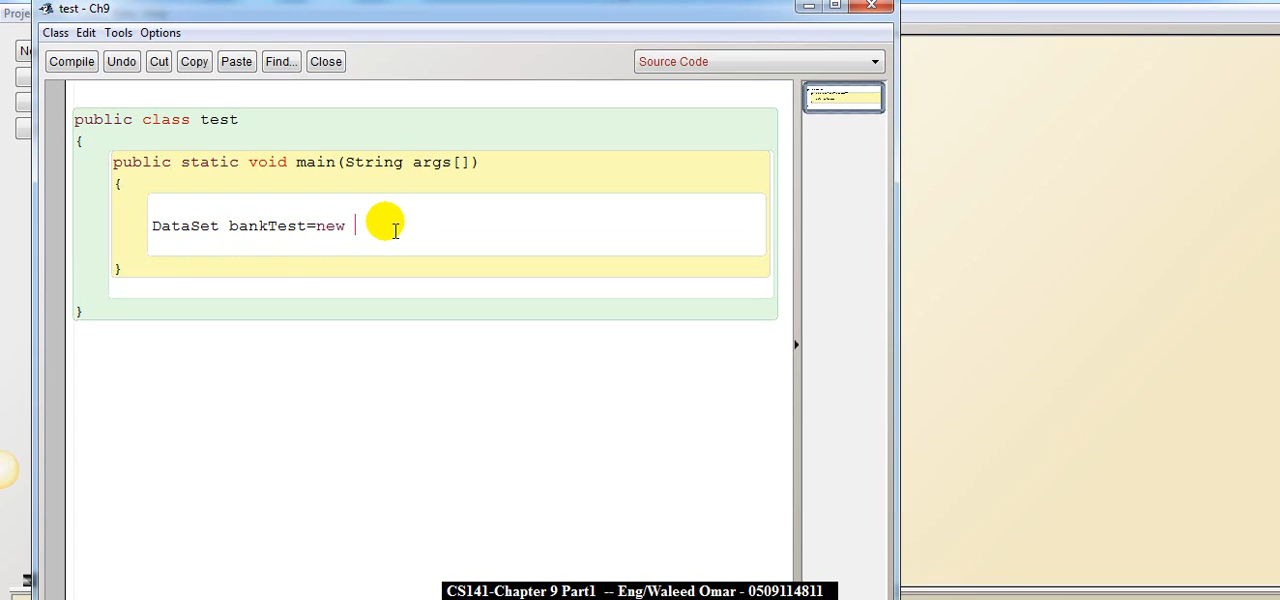 Proje
test - Ch9
Class Edit Tools Options
Compile Undo Cut Copy Paste Find... Close Source Code
public class test
{
public static void main(String args[])
{
DataSet bankTest=new
}
}
CS141-Chapter 9 Part1 -- Eng/Waleed Omar - 0509114811